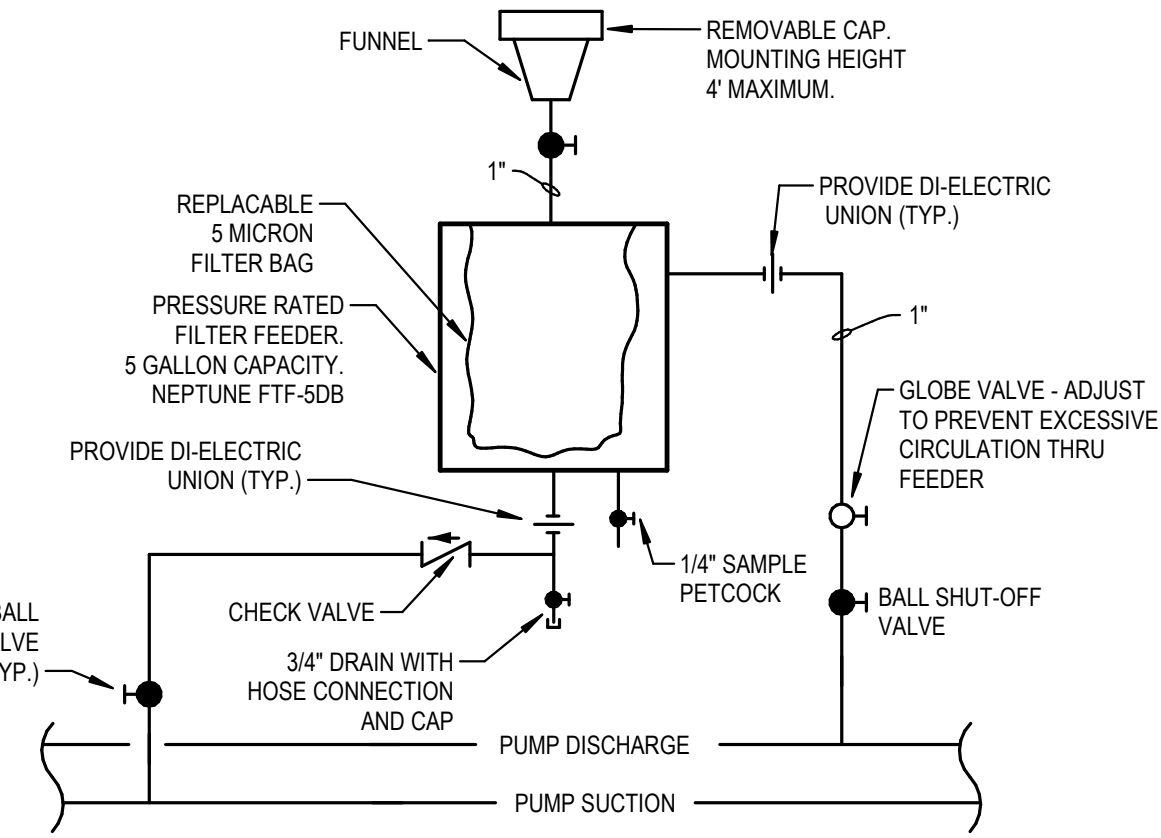 FUNNEL
REMOVABLE CAP.
MOUNTING HEIGHT
4' MAXIMUM.
1"
REPLACABLE
5 MICRON
FILTER BAG
PROVIDE DI-ELECTRIC
UNION (TYP.)
PRESSURE RATED
FILTER FEEDER.
5 GALLON CAPACITY.
NEPTUNE FTF-5DB
1"
GLOBE VALVE - ADJUST
TO PREVENT EXCESSIVE
CIRCULATION THRU
FEEDER
PROVIDE DI-ELECTRIC
UNION (TYP.)
1/4" SAMPLE
PETCOCK
BALL SHUT-OFF
VALVE
CHECK VALVE
BALL
LVE
YP.)
3/4" DRAIN WITH
HOSE CONNECTION
AND CAP
PUMP DISCHARGE
PUMP SUCTION